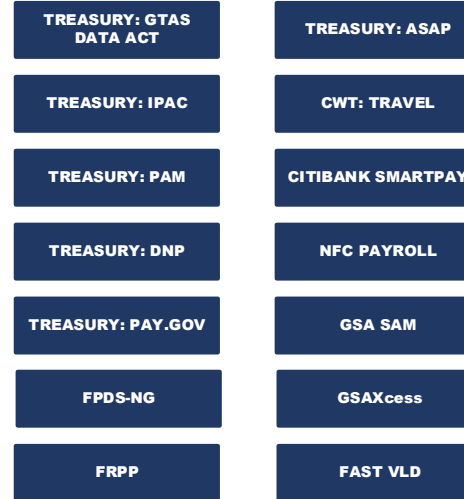 TREASURY: GTAS
DATA ACT
TREASURY: ASAP
TREASURY: IPAC
CWT: TRAVEL
TREASURY: PAM
CITIBANK SMARTPAY
TREASURY: DNP
NFC PAYROLL
TREASURY: PAY.GOV
GSA SAM
FPDS-NG
GSAXcess
FRPP
FAST VLD